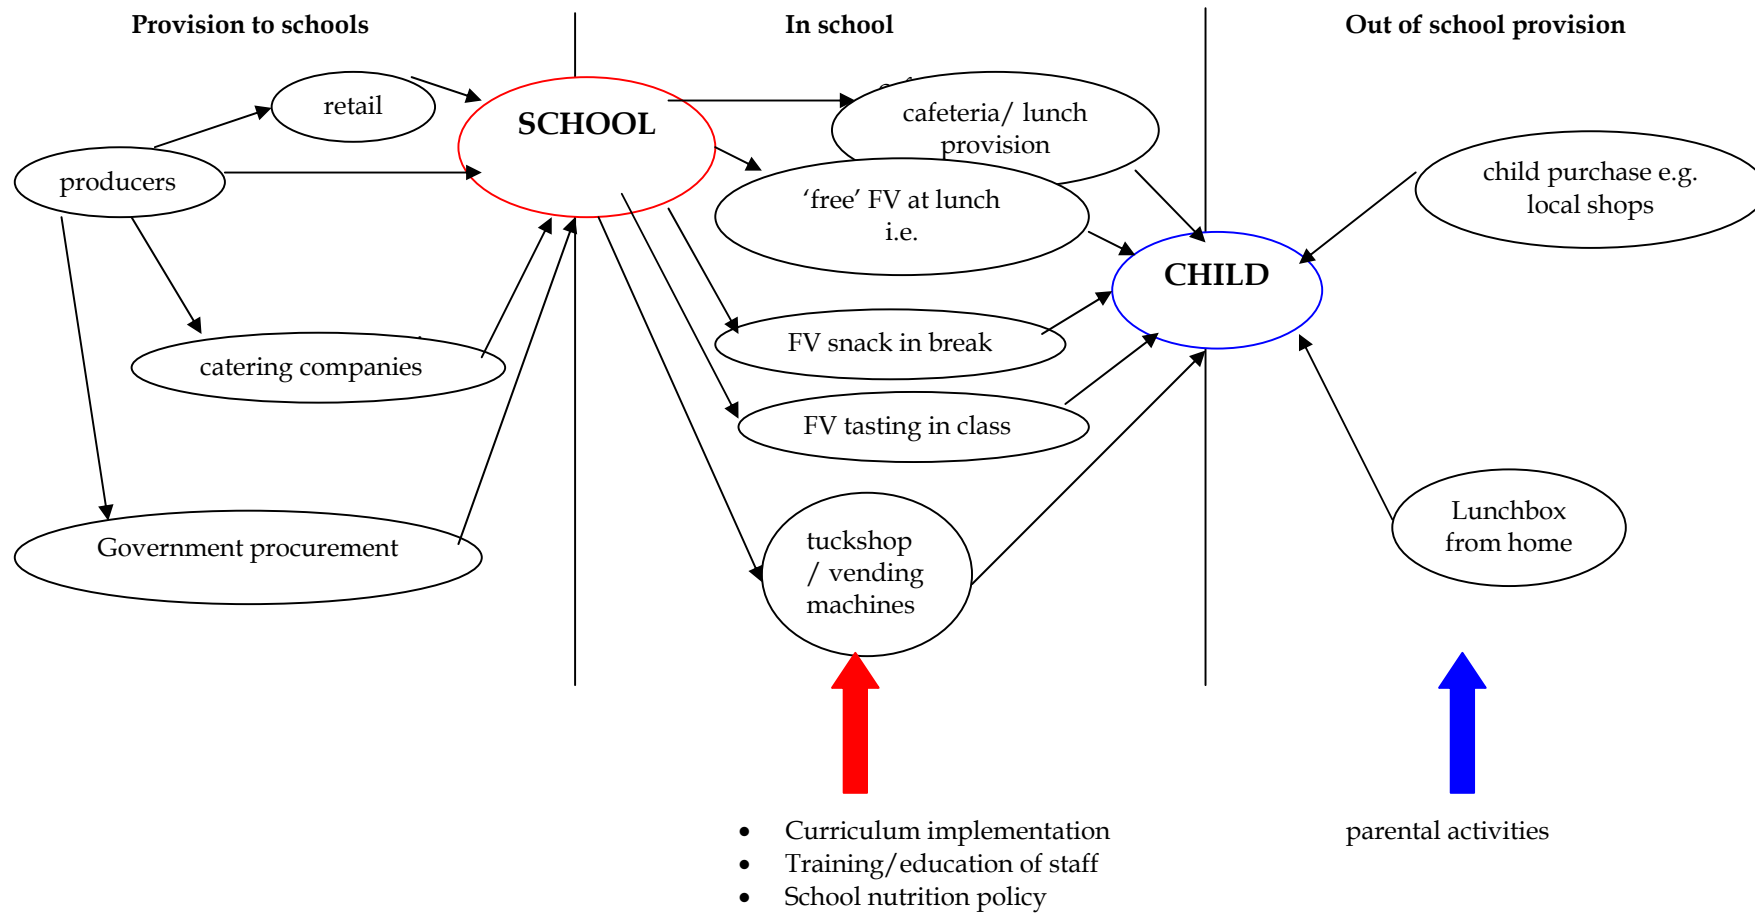 Provision to schools
In school
Out of school provision
retail
SCHOOL
cafeteria/ lunch
provision
producers
child purchase e.g.
local shops
‘free’ FV at lunch
i.e.
CHILD
FV snack in break
catering companies
FV tasting in class
Lunchbox
from home
Government procurement
tuckshop
/ vending
machines
• Curriculum implementation
• Training/education of staff
• School nutrition policy
parental activities